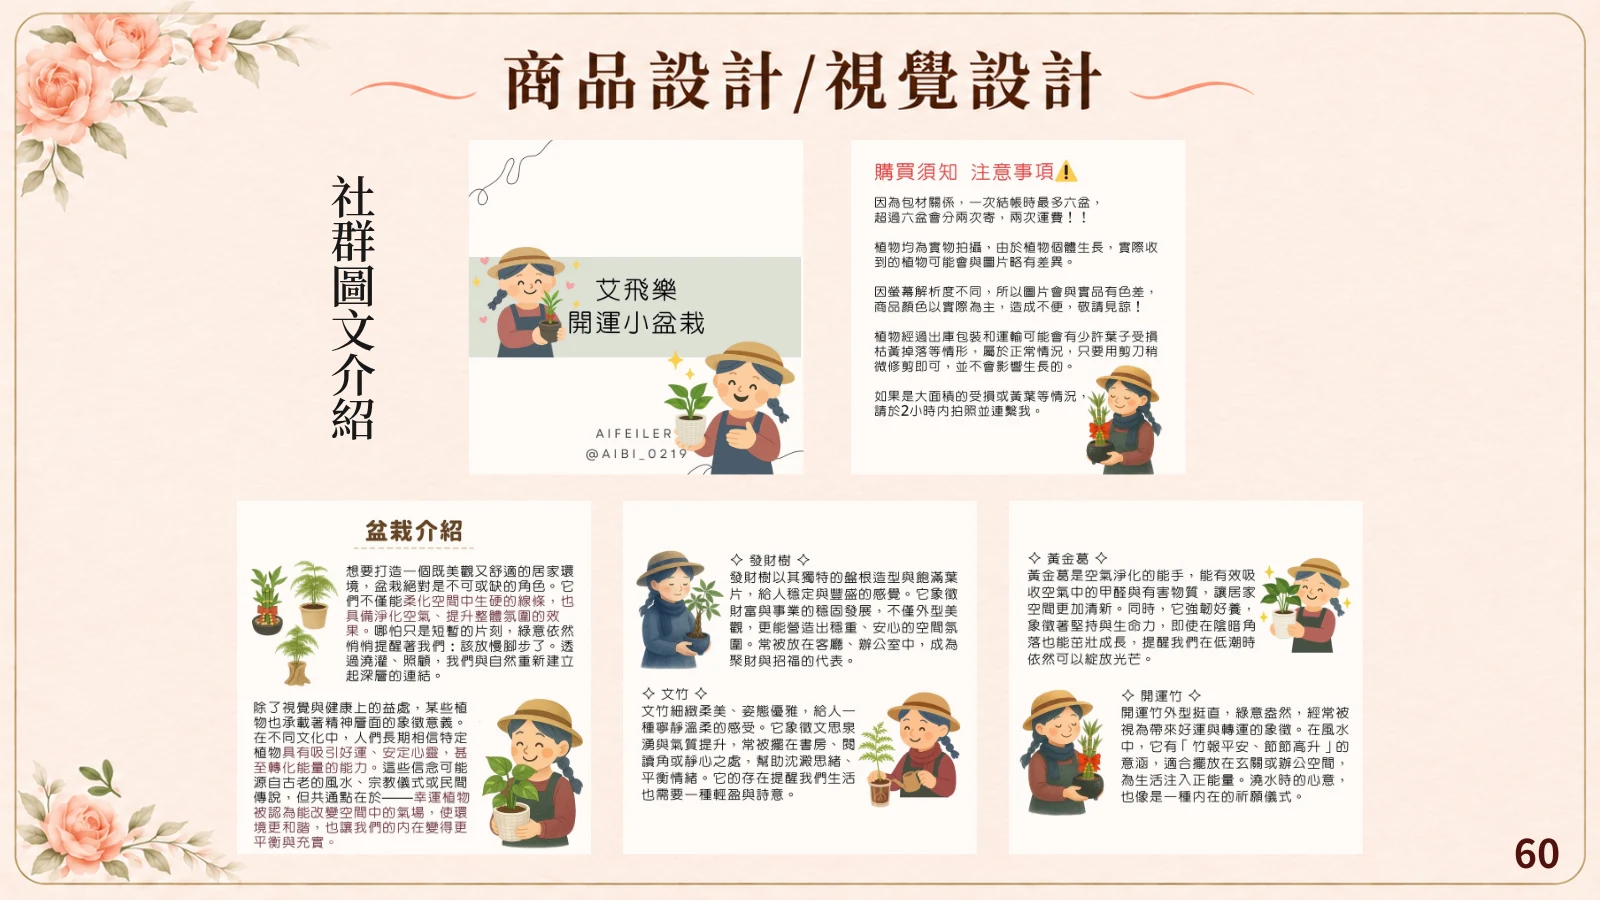 商品設計/視覺設計
社群圖文介紹
艾飛樂
開運小盆栽
AIFEILER
@AIBI_0219
購買須知 注意事項⚠️
因為包材關係，一次結帳時最多六盆，
超過六盆會分兩次寄，兩次運費！！
植物均為實物拍攝，由於植物個體生長，實際收
到的植物可能會與圖片略有差異。
因螢幕解析度不同，所以圖片會與實品有色差，
商品顏色以實際為主，造成不便，敬請見諒！
植物經過出庫包裝和運輸可能會有少許葉子受損
枯黃掉落等情形，屬於正常情況，只要用剪刀稍
微修剪即可，並不會影響生長的。
如果是大面積的受損或黃葉等情況，
請於2小時內拍照並連繫我。
盆栽介紹
想要打造一個既美觀又舒適的居家環
境，盆栽絕對是不可或缺的角色。它
們不僅能柔化空間中生硬的線條，也
具備淨化空氣、提升整體氛圍的效
果。哪怕只是短暫的片刻，綠意依然
悄悄提醒著我們：該放慢腳步了。透
過澆灌、照顧，我們與自然重新建立
起深層的連結。
除了視覺與健康上的益處，某些植
物也承載著精神層面的象徵意義。
在不同文化中，人們長期相信特定
植物具有吸引好運、安定心靈，甚
至轉化能量的能力。這些信念可能
源自古老的風水、宗教儀式或民間
傳說，但共通點在於——幸運植物
被認為能改變空間中的氣場，使環
境更和諧，也讓我們的內在變得更
平衡與充實。
✧ 發財樹 ✧
發財樹以其獨特的盤根造型與飽滿葉
片，給人穩定與豐盛的感覺。它象徵
財富與事業的穩固發展，不僅外型美
觀，更能營造出穩重、安心的空間氛
圍。常被放在客廳、辦公室中，成為
聚財與招福的代表。
✧ 文竹 ✧
文竹細緻柔美、姿態優雅，給人一
種寧靜溫柔的感受。它象徵文思泉
湧與氣質提升，常被擺在書房、閱
讀角或靜心之處，幫助沈澱思緒、
平衡情緒。它的存在提醒我們生活
也需要一種輕盈與詩意。
✧ 黃金葛 ✧
黃金葛是空氣淨化的能手，能有效吸
收空氣中的甲醛與有害物質，讓居家
空間更加清新。同時，它強韌好養，
象徵著堅持與生命力，即使在陰暗角
落也能茁壯成長，提醒我們在低潮時
依然可以綻放光芒。
✧ 開運竹 ✧
開運竹外型挺直，綠意盎然，經常被
視為帶來好運與轉運的象徵。在風水
中，它有「竹報平安、節節高升」的
意涵，適合擺放在玄關或辦公空間，
為生活注入正能量。澆水時的心意，
也像是一種內在的祈願儀式。
60